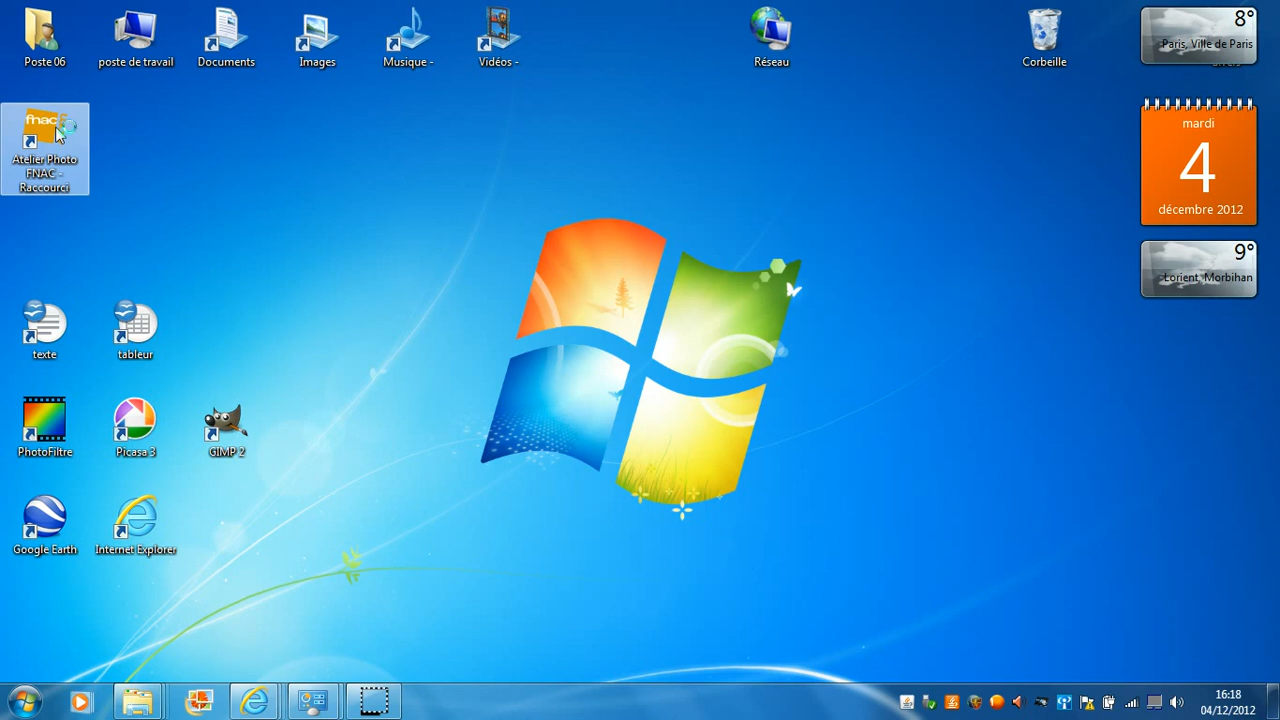 Poste 06
poste de travail
Documents
Images
Musique -
Vidéos -
Réseau
Corbeille
8°
Paris, Ville de Paris
fnac
Atelier Photo
FNAC -
Raccourci
mardi
4
décembre 2012
9°
Lorient, Morbihan
texte
tableur
PhotoFiltre
Picasa 3
GIMP 2
Google Earth
Internet Explorer
16:18
04/12/2012